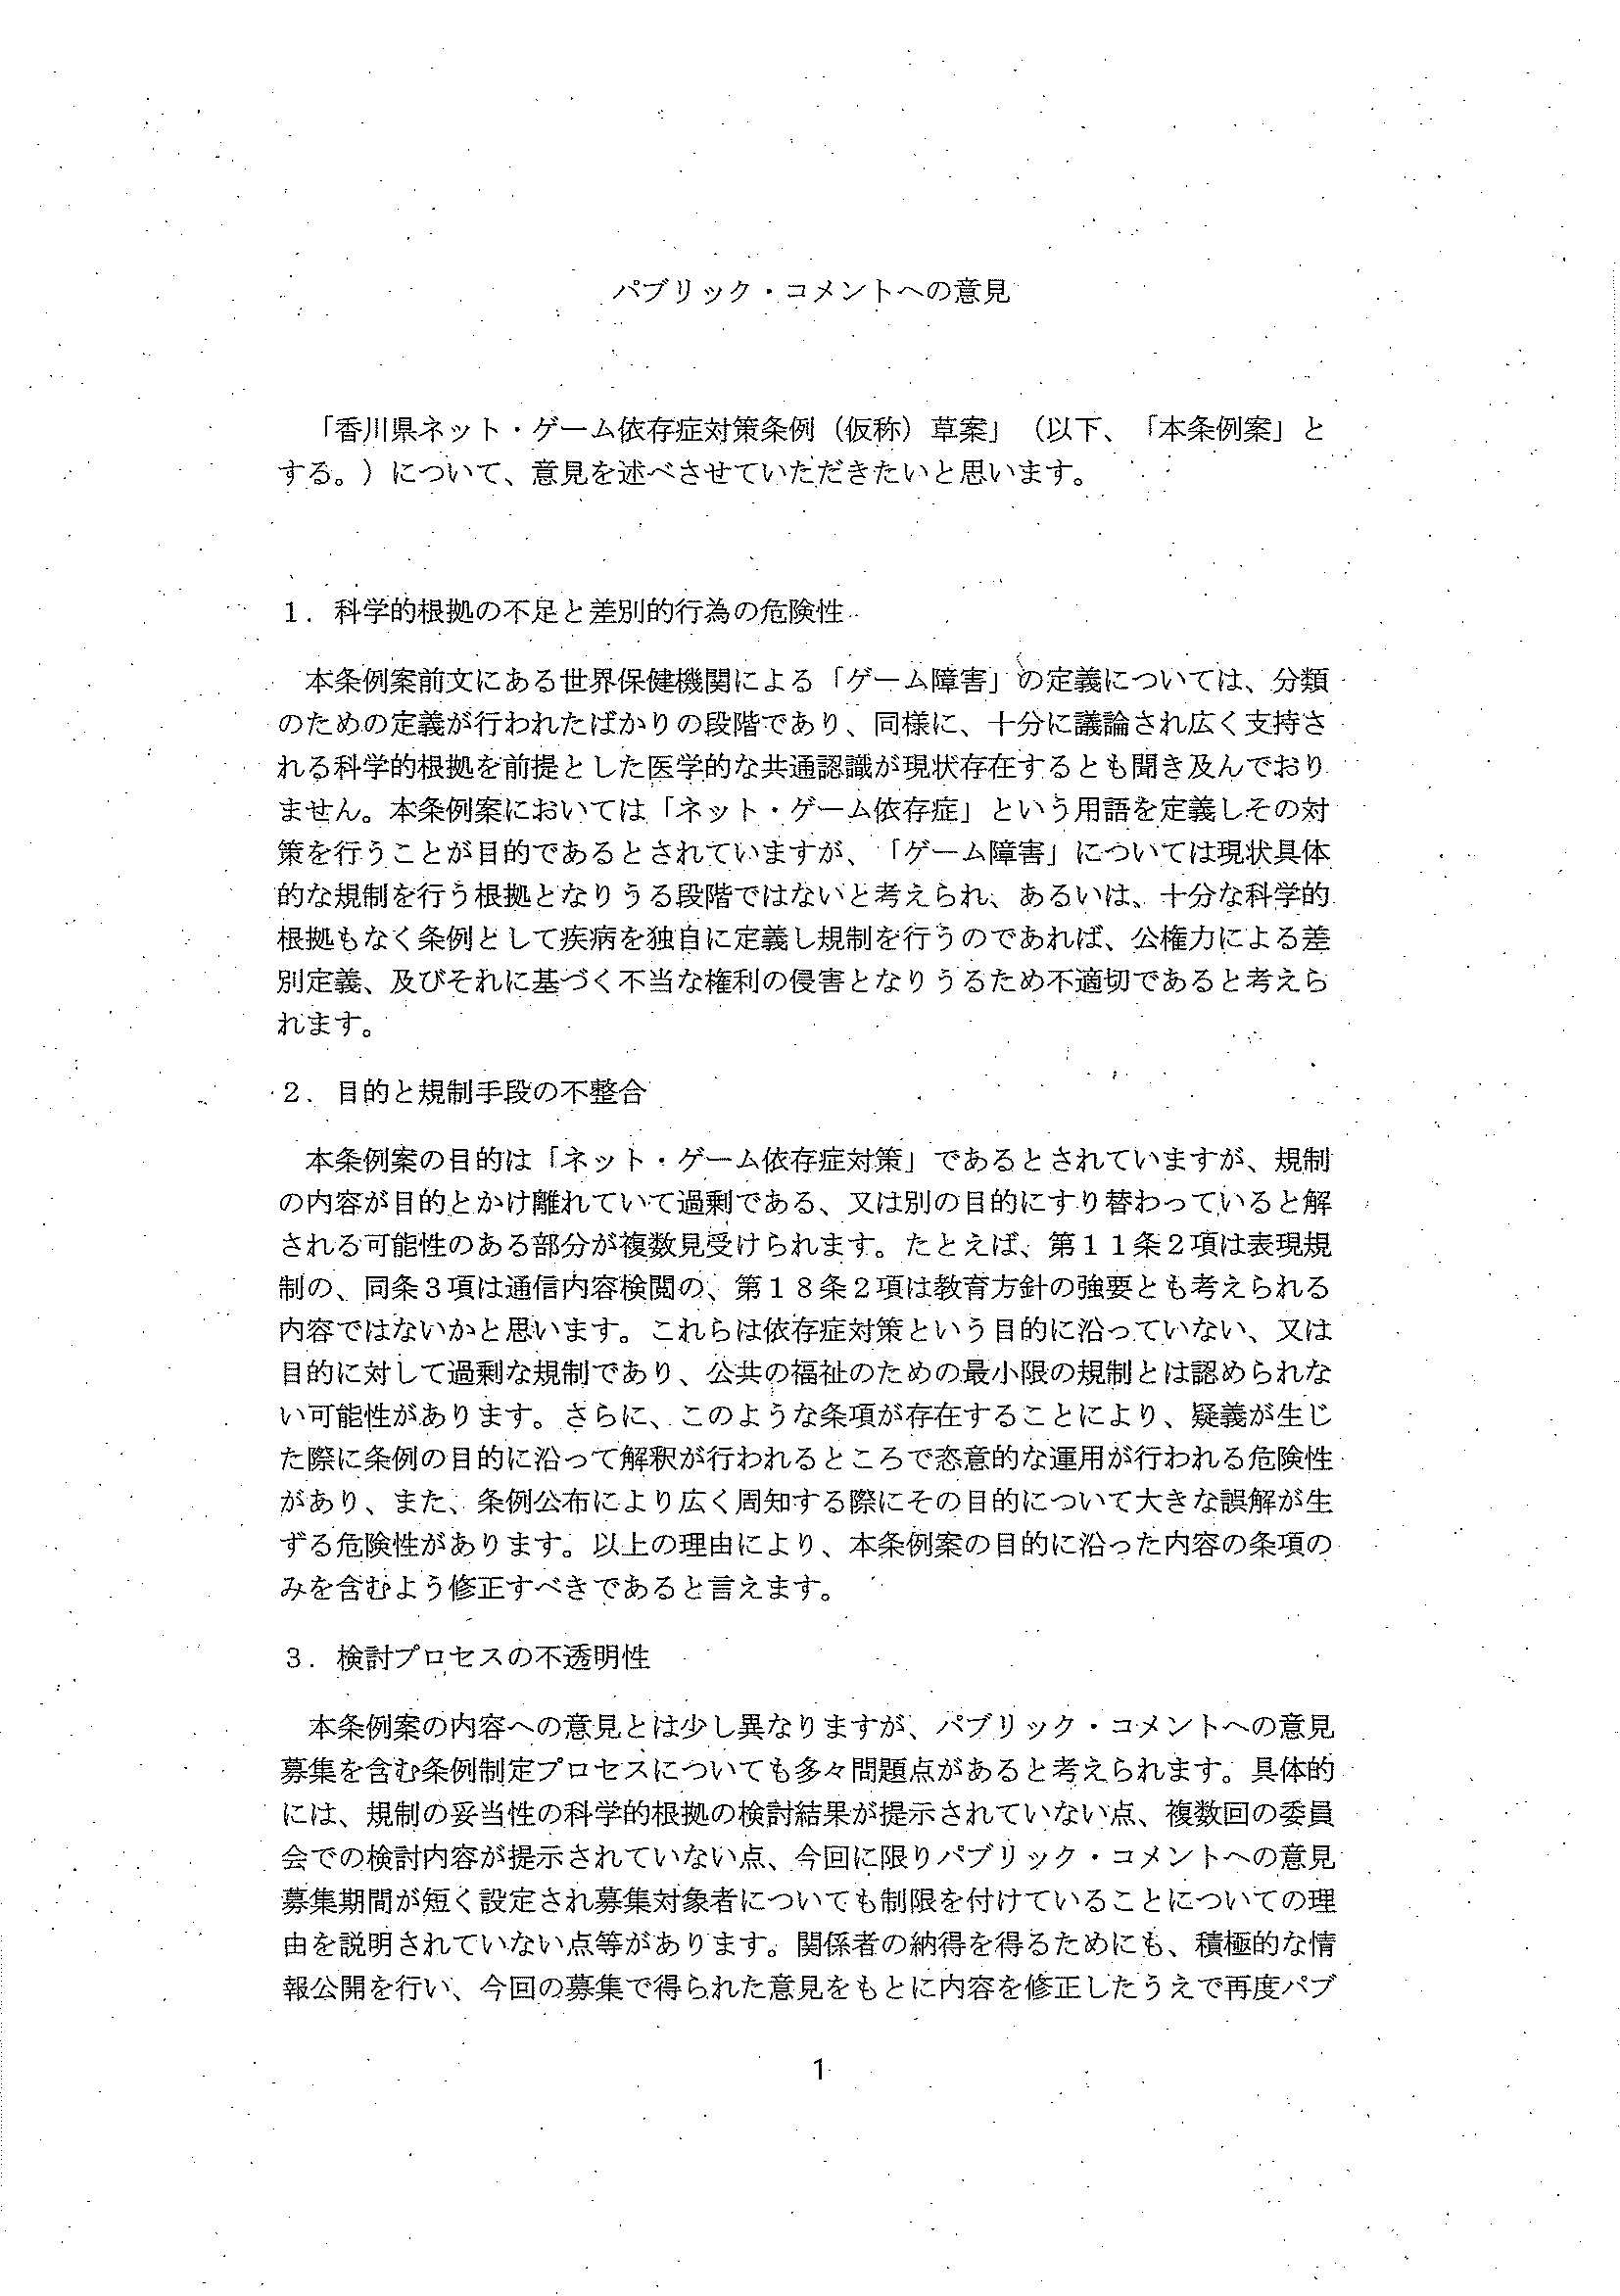 パブリック・コメントへの意見
「香川県ネット・ゲーム依存症対策条例（仮称）草案」（以下、「本条例案」と
する。）について、意見を述べさせていただきたいと思います。
１．科学的根拠の不足と差別的行為の危険性
本条例案前文にある世界保健機関による「ゲーム障害」の定義については、分類
のための定義が行われたばかりの段階であり、同様に、十分に議論され広く支持さ
れる科学的根拠を前提とした医学的な共通認識が現状存在するとも聞き及んでおり
ません。本条例案においては「ネット・ゲーム依存症」という用語を定義しその対
策を行うことが目的であるとされていますが、「ゲーム障害」については現状具体
的な規制を行う根拠となりうる段階ではないと考えられ、あるいは、十分な科学的
根拠もなく条例として疾病を独自に定義し規制を行うのであれば、公権力による差
別定義、及びそれに基づく不当な権利の侵害となりうるため不適切であると考えら
れます。
２．目的と規制手段の不整合
本条例案の目的は「ネット・ゲーム依存症対策」であるとされていますが、規制
の内容が目的とかけ離れていて過剰である、又は別の目的にすり替わっていると解
される可能性のある部分が複数見受けられます。たとえば、第１１条２項は表現規
制の、同条３項は通信内容検閲の、第１８条２項は教育方針の強要とも考えられる
内容ではないかと思います。これらは依存症対策という目的に沿っていない、又は
目的に対して過剰な規制であり、公共の福祉のための最小限の規制とは認められな
い可能性があります。さらに、このような条項が存在することにより、疑義が生じ
た際に条例の目的に沿って解釈が行われるところで恣意的な運用が行われる危険性
があり、また、条例公布により広く周知する際にその目的について大きな誤解が生
ずる危険性があります。以上の理由により、本条例案の目的に沿った内容の条項の
みを含むよう修正すべきであると言えます。
３．検討プロセスの不透明性
本条例案の内容への意見とは少し異なりますが、パブリック・コメントへの意見
募集を含む条例制定プロセスについても多々問題点があると考えられます。具体的
には、規制の妥当性の科学的根拠の検討結果が提示されていない点、複数回の委員
会での検討内容が提示されていない点、今回に限りパブリック・コメントへの意見
募集期間が短く設定され募集対象者についても制限を付けていることについての理
由を説明されていない点等があります。関係者の納得を得るためにも、積極的な情
報公開を行い、今回の募集で得られた意見をもとに内容を修正したうえで再度パブ
1